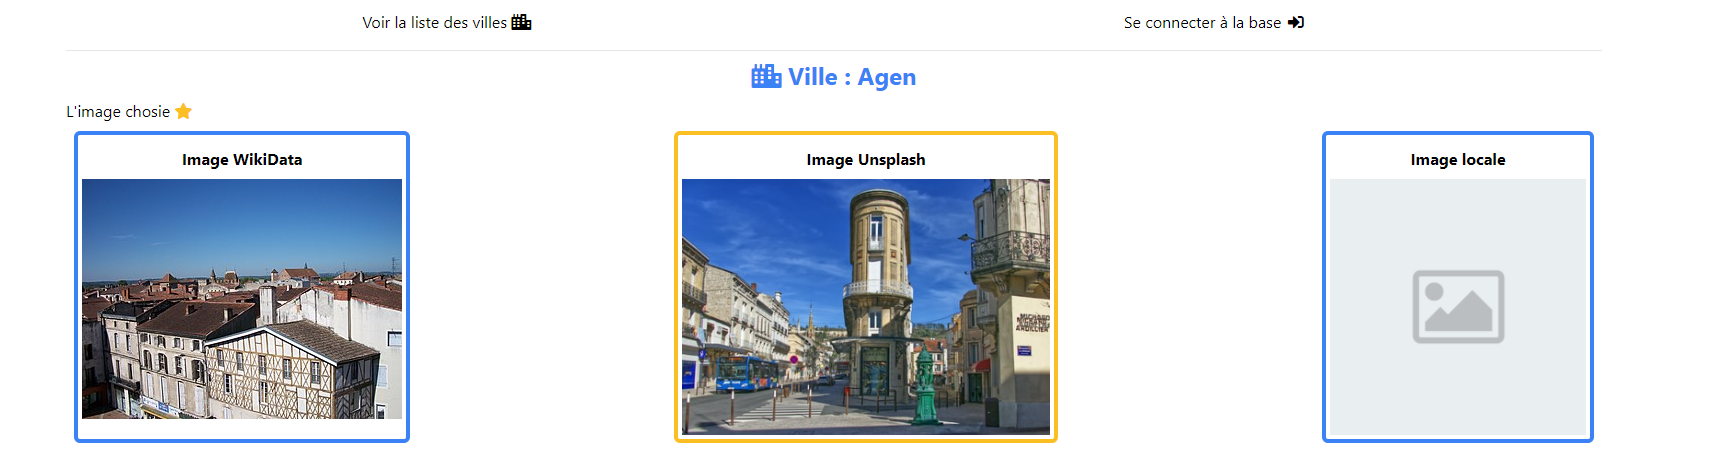 Voir la liste des villes
Se connecter à la base
Ville : Agen
L'image chosie
Image WikiData
Image Unsplash
Image locale